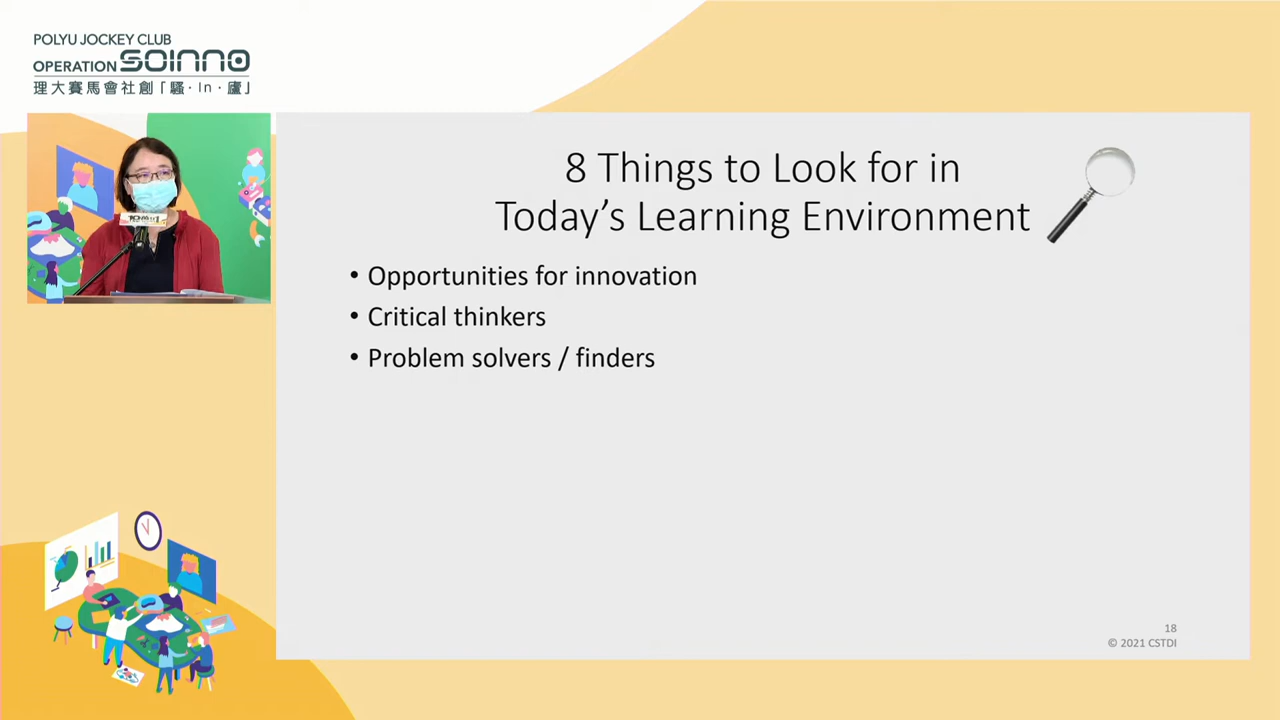 POLYU JOCKEY CLUB
OPERATION SOINNO
理大賽馬會社創「騷·In·廬」
8 Things to Look for in
Today's Learning Environment
• Opportunities for innovation
• Critical thinkers
• Problem solvers / finders
18
© 2021 CSTDI